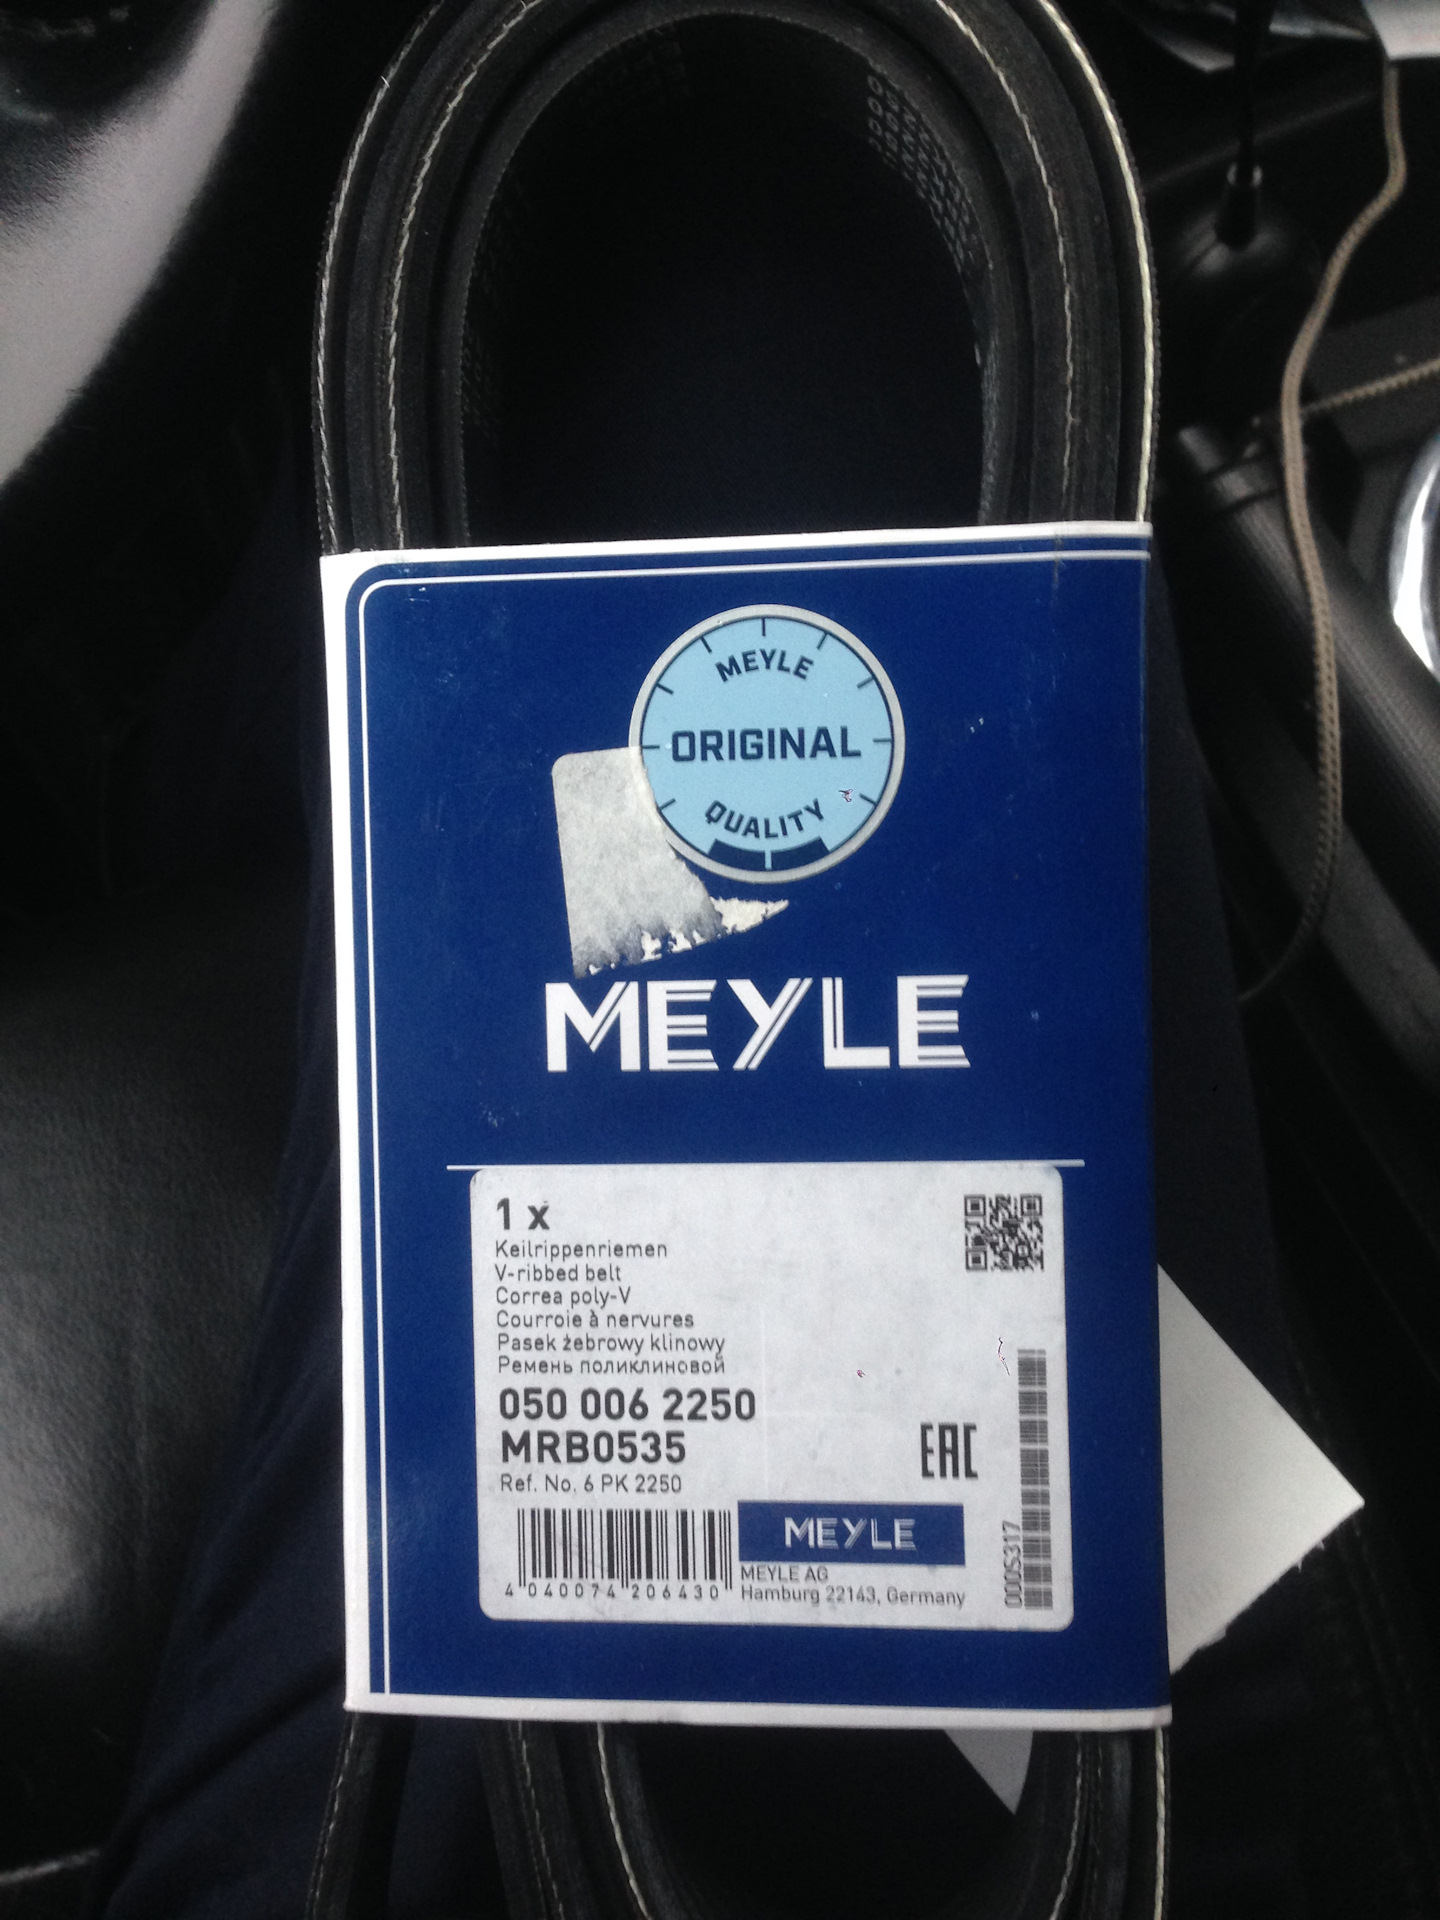 MEYLE
ORIGINAL
QUALITY
MEYLE
1 x
Keilrippenriemen
V-ribbed belt
Correa poly-V
Courroie à nervures
Pasek żebrowy klinowy
Ремень поликлиновой
050 006 2250
MRB0535
EAC
Ref. No. 6 PK 2250
MEYLE
MEYLE AG
Hamburg 22143, Germany
4 040074 206430
0005317